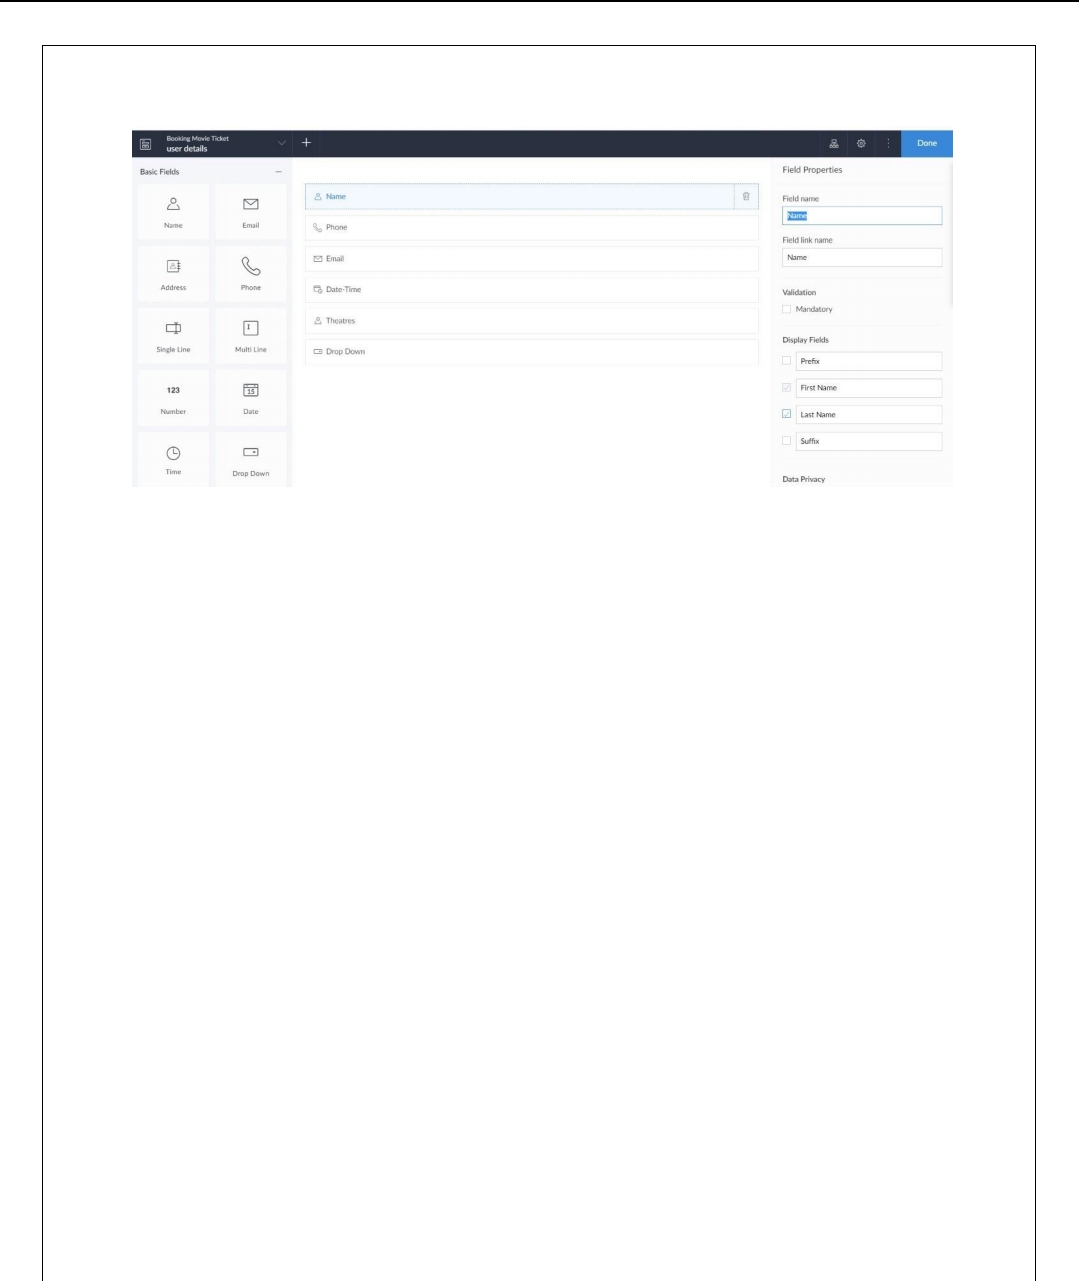 Booking Movie Ticket
user details
Done
Basic Fields
Name
Email
Address
Phone
Single Line
Multi Line
123
Number
15
Date
Time
Drop Down
Name
Phone
Email
Date-Time
Theatres
Drop Down
Field Properties
Field name
Name
Field link name
Name
Validation
Mandatory
Display Fields
Prefix
First Name
Last Name
Suffix
Data Privacy